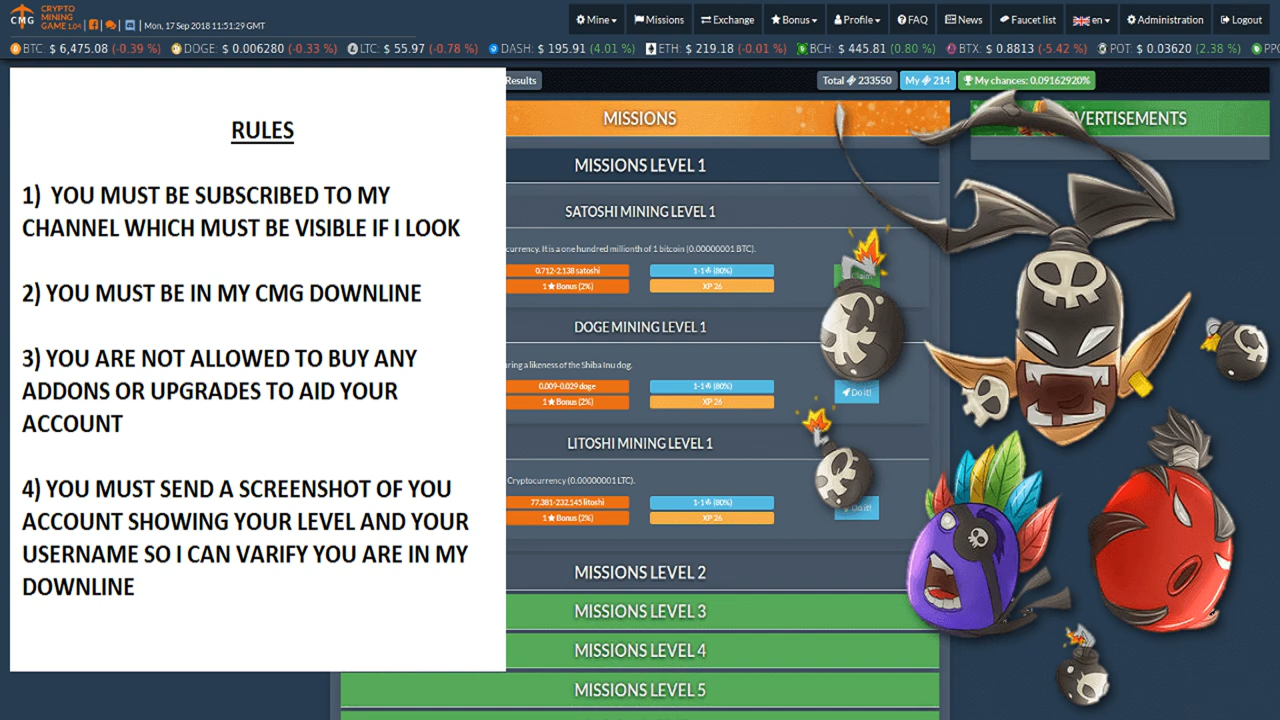 CMG
CRYPTO
MINING
GAME 1.04
Mon, 17 Sep 2018 11:51:29 GMT
Mine
Missions
Exchange
Bonus
Profile
FAQ
News
Faucet list
en
Administration
Logout
BTC: $ 6,475.08 (-0.39 %) DOGE: $ 0.006280 (-0.33 %) LTC: $ 55.97 (-0.78 %) DASH: $ 195.91 (4.01 %) ETH: $ 219.18 (-0.01 %) BCH: $ 445.81 (0.80 %) BTX: $ 0.8813 (-5.42 %) POT: $ 0.03620 (2.38 %) PPC
Results
Total 233550
My 214
My chances: 0.09162920%
RULES
1) YOU MUST BE SUBSCRIBED TO MY
CHANNEL WHICH MUST BE VISIBLE IF I LOOK
2) YOU MUST BE IN MY CMG DOWNLINE
3) YOU ARE NOT ALLOWED TO BUY ANY
ADDONS OR UPGRADES TO AID YOUR
ACCOUNT
4) YOU MUST SEND A SCREENSHOT OF YOU
ACCOUNT SHOWING YOUR LEVEL AND YOUR
USERNAME SO I CAN VARIFY YOU ARE IN MY
DOWNLINE
MISSIONS
MISSIONS LEVEL 1
SATOSHI MINING LEVEL 1
currency. It is a one hundred millionth of 1 bitcoin (0.00000001 BTC).
0.712-2.138 satoshi
1-1 (80%)
1 Bonus (2%)
XP 26
DOGE MINING LEVEL 1
aring a likeness of the Shiba Inu dog.
0.009-0.029 doge
1-1 (80%)
Do it!
1 Bonus (2%)
XP 26
LITOSHI MINING LEVEL 1
Cryptocurrency (0.00000001 LTC).
77.381-232.145 litoshi
1-1 (80%)
Do it!
1 Bonus (2%)
XP 26
MISSIONS LEVEL 2
MISSIONS LEVEL 3
MISSIONS LEVEL 4
MISSIONS LEVEL 5
VERTISEMENTS